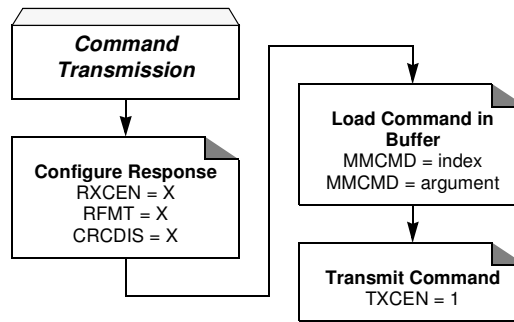 Command
Transmission
Configure Response
RXCEN = X
RFMT = X
CRCDIS = X
Load Command in
Buffer
MMCMD = index
MMCMD = argument
Transmit Command
TXCEN = 1